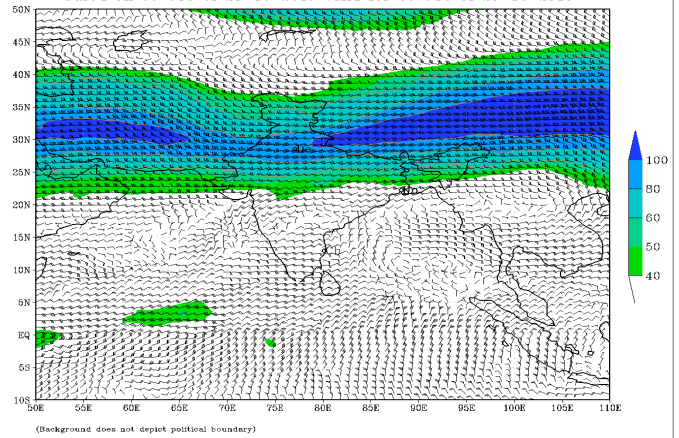 50N
45N
40N
35N
30N
25N
20N
15N
10N
5N
EQ
5S
10S
50E 55E 60E 65E 70E 75E 80E 85E 90E 95E 100E 105E 110E
100
80
60
50
40
(Background does not depict political boundary)